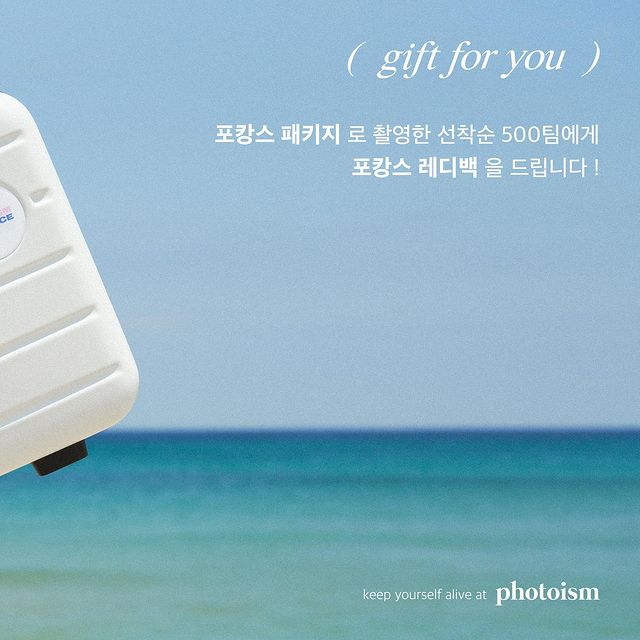 ( gift for you )
포캉스 패키지 로 촬영한 선착순 500팀에게
포캉스 레디백 을 드립니다 !
CE
keep yourself alive at photoism